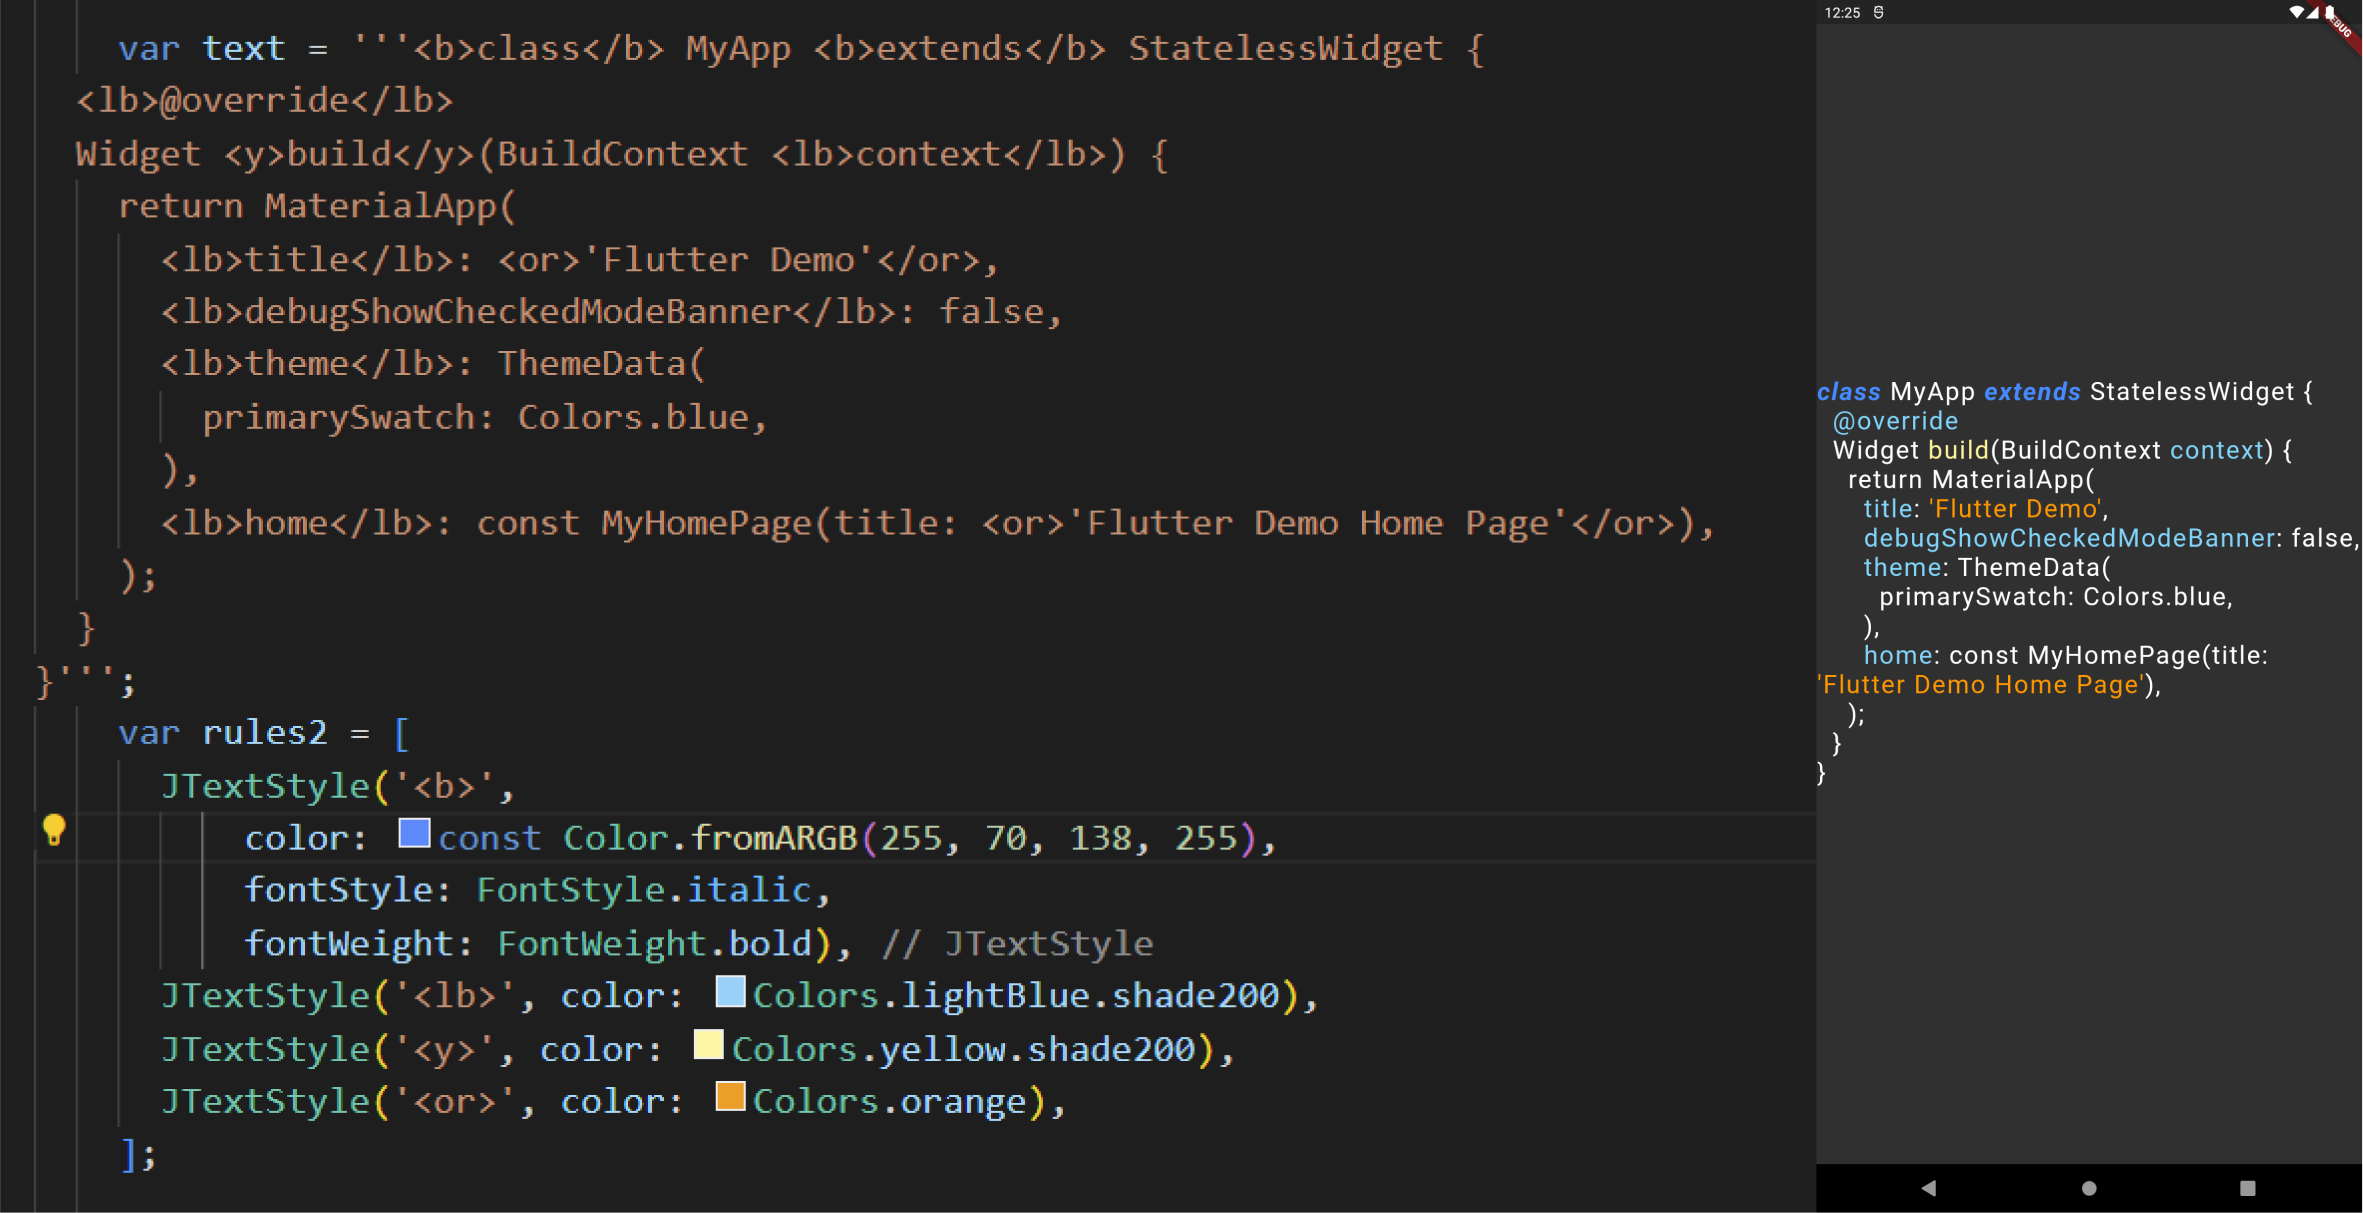 var text = '''<b>class</b> MyApp <b>extends</b> StatelessWidget {
<lb>@override</lb>
Widget <y>build</y>(BuildContext <lb>context</lb>) {
return MaterialApp(
<lb>title</lb>: <or>'Flutter Demo'</or>,
<lb>debugShowCheckedModeBanner</lb>: false,
<lb>theme</lb>: ThemeData(
primarySwatch: Colors.blue,
),
<lb>home</lb>: const MyHomePage(title: <or>'Flutter Demo Home Page'</or>),
);
}
}''';
var rules2 = [
JTextStyle('<b>',
color: const Color.fromARGB(255, 70, 138, 255),
fontStyle: FontStyle.italic,
fontWeight: FontWeight.bold), // JTextStyle
JTextStyle('<lb>', color: Colors.lightBlue.shade200),
JTextStyle('<y>', color: Colors.yellow.shade200),
JTextStyle('<or>', color: Colors.orange),
];
12:25
class MyApp extends StatelessWidget {
@override
Widget build(BuildContext context) {
return MaterialApp(
title: 'Flutter Demo',
debugShowCheckedModeBanner: false,
theme: ThemeData(
primarySwatch: Colors.blue,
),
home: const MyHomePage(title:
'Flutter Demo Home Page'),
);
}
}